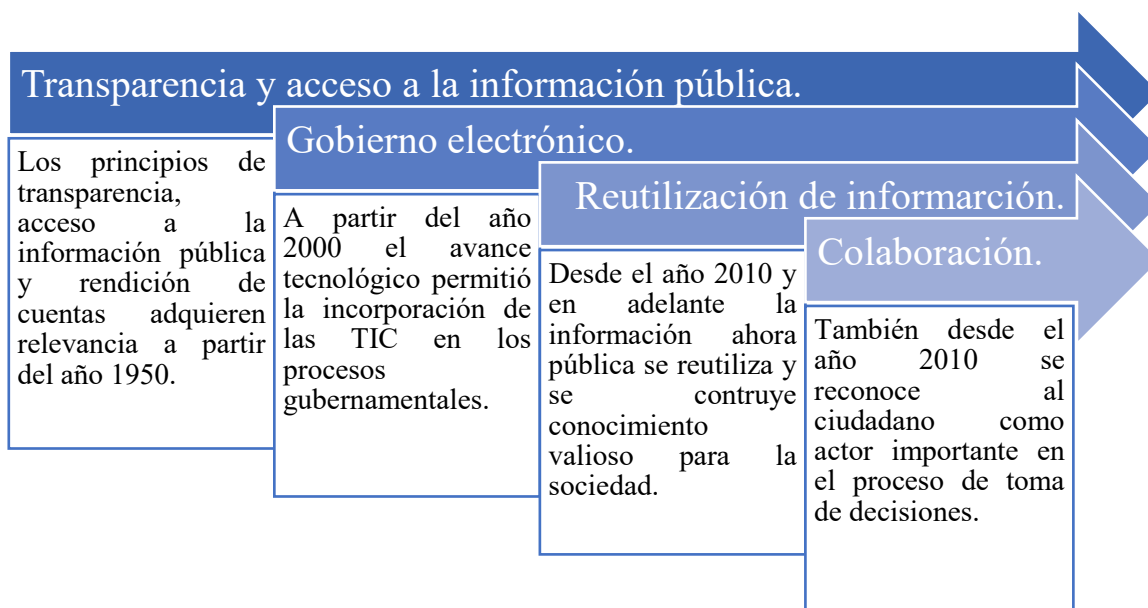 Transparencia y acceso a la información pública.
Los principios de
transparencia,
acceso a la
información pública
y rendición de
cuentas adquieren
relevancia a partir
del año 1950.
Gobierno electrónico.
A partir del año
2000 el avance
tecnológico permitió
la incorporación de
las TIC en los
procesos
gubernamentales.
Reutilización de informarción.
Desde el año 2010 y
en adelante la
información ahora
pública se reutiliza y
se contruye
conocimiento
valioso para la
sociedad.
Colaboración.
También desde el
año 2010 se
reconoce al
ciudadano como
actor importante en
el proceso de toma
de decisiones.